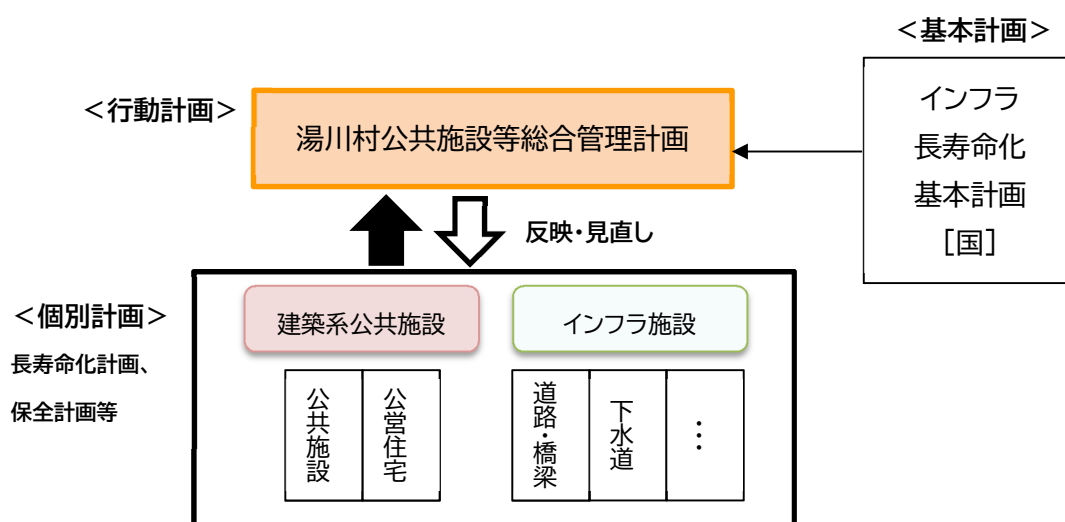 ＜基本計画＞
インフラ
長寿命化
基本計画
［国］
＜行動計画＞
湯川村公共施設等総合管理計画
反映・見直し
＜個別計画＞
長寿命化計画、
保全計画等
建築系公共施設
インフラ施設
公共施設
公営住宅
道路・橋梁
下水道
…